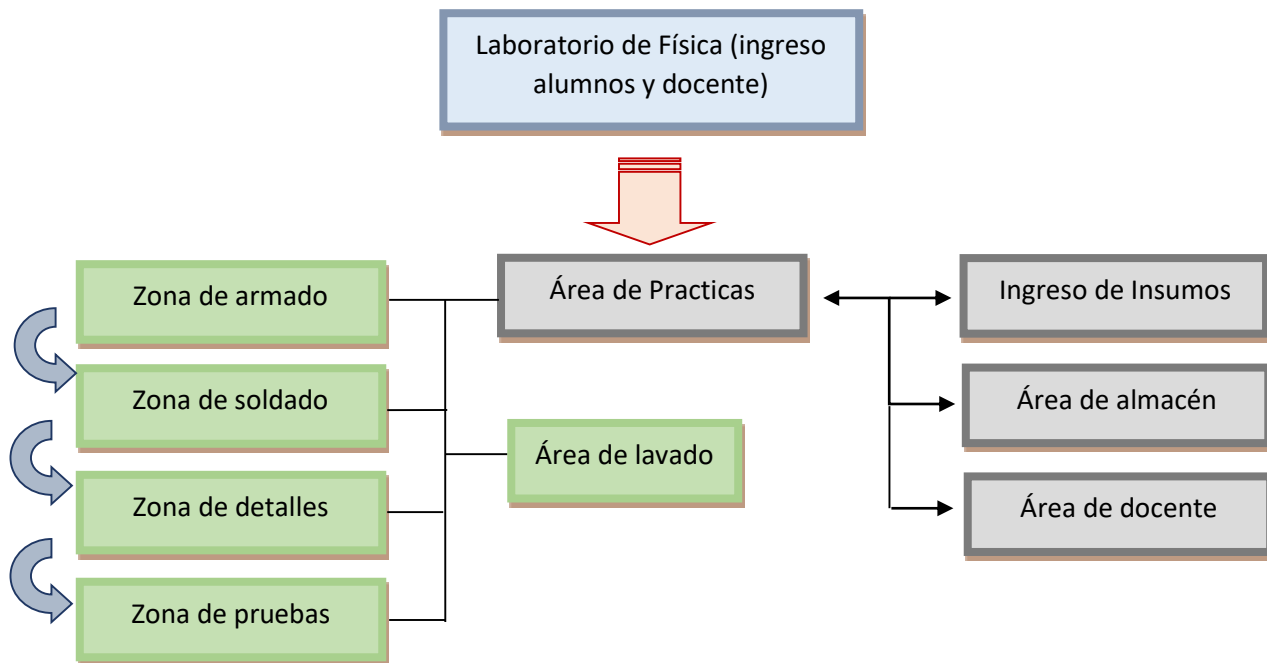 Laboratorio de Física (ingreso
alumnos y docente)
Zona de armado
Área de Practicas
Ingreso de Insumos
Zona de soldado
Área de almacén
Área de lavado
Zona de detalles
Área de docente
Zona de pruebas